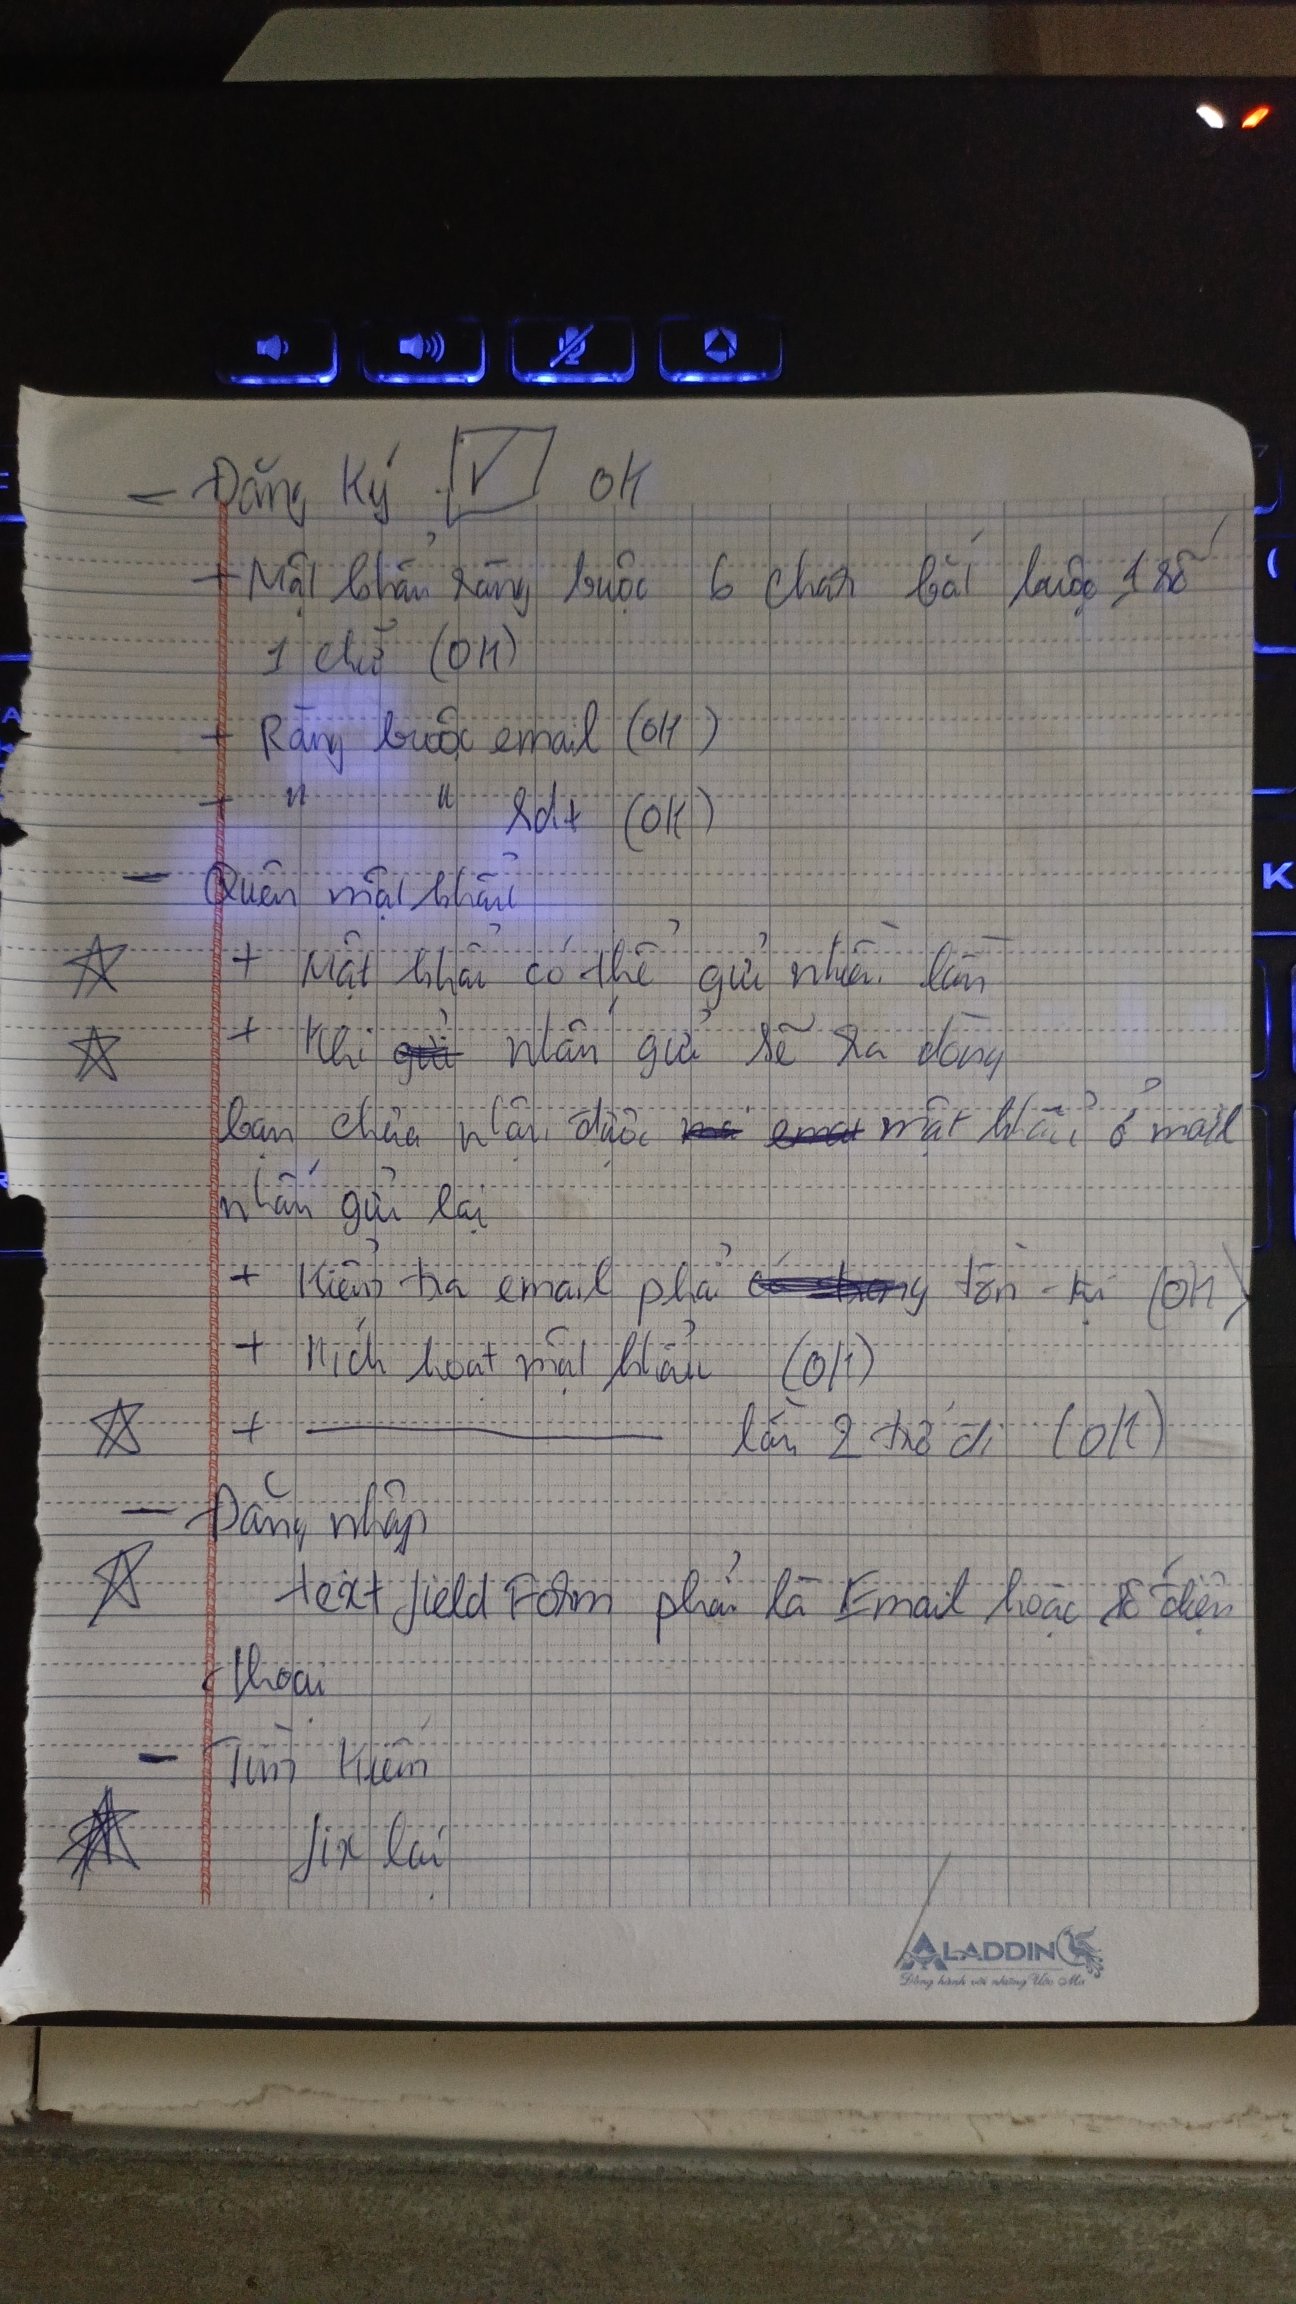 - Đăng Ký ☑ OK
+ Mật khẩu ràng buộc 6 char bắt buộc 1 số
1 chữ (OK)
+ Ràng buộc email (OK)
+ " " sdt (OK)
- Quên mật khẩu
☆ + Mật khẩu có thể gửi nhiều lần
☆ + Khi nhấn gửi sẽ ra dòng
bạn chưa nhận được mật khẩu ở mail
nhấn gửi lại
+ Kiểm tra email phải tồn tại (OK)
+ Kích hoạt mật khẩu (OK)
☆ + ——— lần 2 trở đi (OK)
- Đăng nhập
☆ text field Form phải là Email hoặc số điện
thoại
- Tìm Kiếm
☆ fix lại
ALADDIN
Đồng hành với những Ước Mơ
K